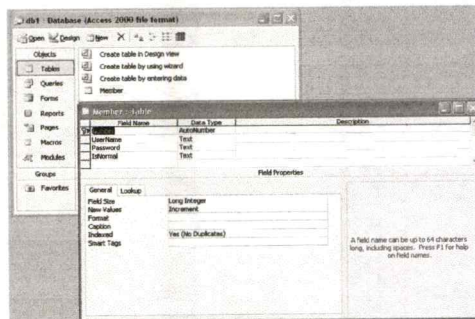 db1 : Database (Access 2000 file format)
Open Design New
Objects
Tables
Queries
Forms
Reports
Pages
Macros
Modules
Groups
Favorites
Create table in Design view
Create table by using wizard
Create table by entering data
Member
Member : Table
Field Name Data Type Description
AutoNumber
UserName Text
Password Text
IsNormal Text
Field Properties
General Lookup
Field Size Long Integer
New Values Increment
Format
Caption
Indexed Yes (No Duplicates)
Smart Tags
A field name can be up to 64 characters
long, including spaces. Press F1 for help
on field names.